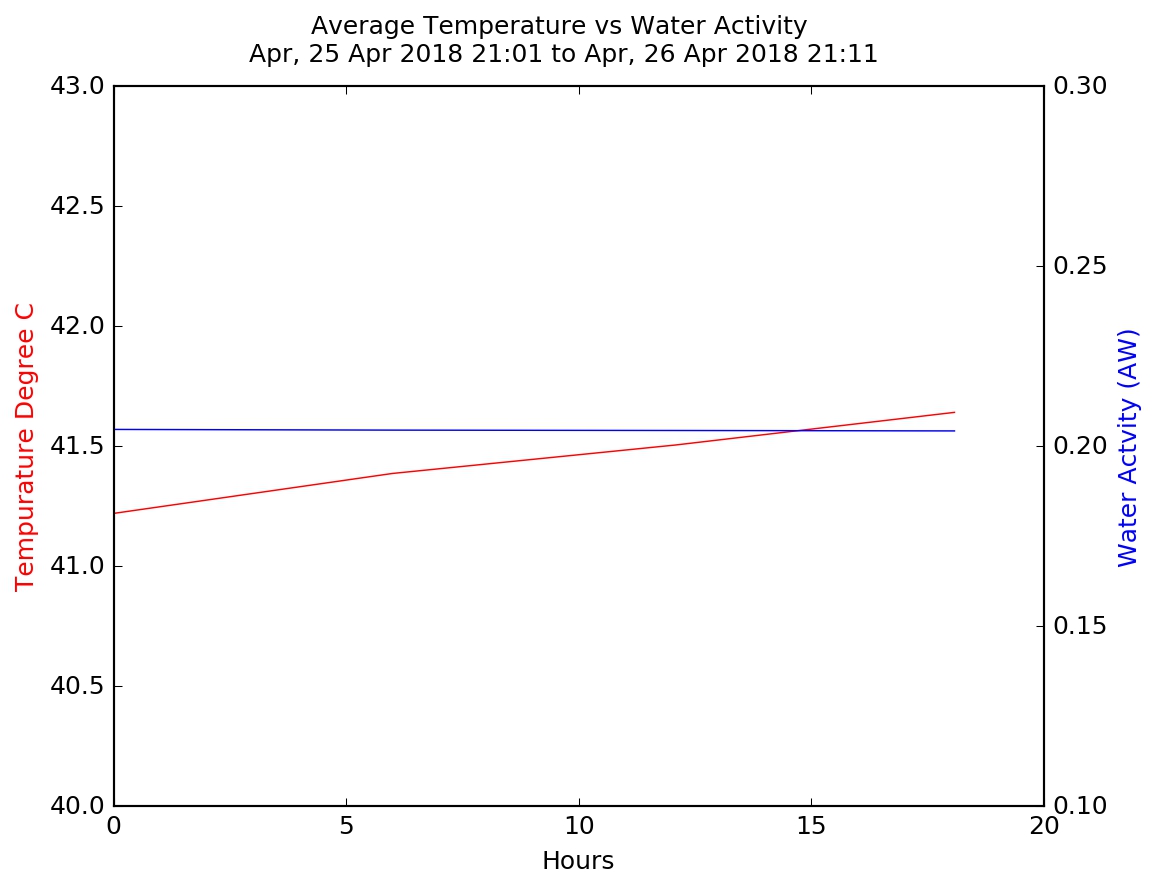 Average Temperature vs Water Activity
Apr, 25 Apr 2018 21:01 to Apr, 26 Apr 2018 21:11
43.0
42.5
42.0
41.5
41.0
40.5
40.0
Tempurature Degree C
0.30
0.25
0.20
0.15
0.10
Water Actvity (AW)
0 5 10 15 20
Hours